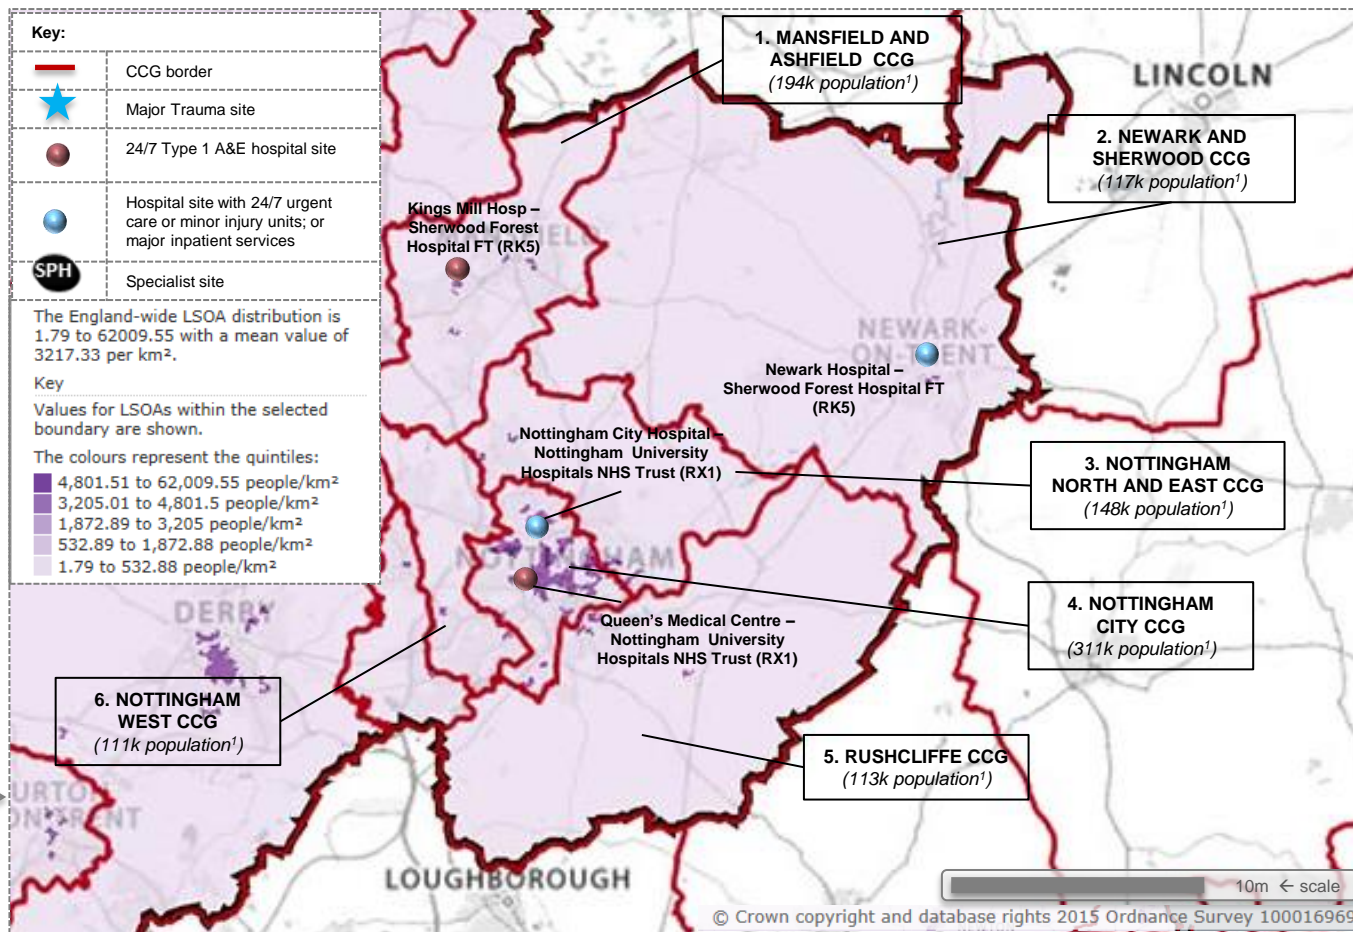 Key:
CCG border
Major Trauma site
24/7 Type 1 A&E hospital site
Hospital site with 24/7 urgent
care or minor injury units; or
major inpatient services
SPH
Specialist site
The England-wide LSOA distribution is
1.79 to 62009.55 with a mean value of
3217.33 per km².
Key
Values for LSOAs within the selected
boundary are shown.
The colours represent the quintiles:
4,801.51 to 62,009.55 people/km²
3,205.01 to 4,801.5 people/km²
1,872.89 to 3,205 people/km²
532.89 to 1,872.88 people/km²
1.79 to 532.88 people/km²
1. MANSFIELD AND
ASHFIELD CCG
(194k population¹)
LINCOLN
2. NEWARK AND
SHERWOOD CCG
(117k population¹)
Kings Mill Hosp –
Sherwood Forest
Hospital FT (RK5)
NEWARK-
ON-TRENT
Newark Hospital –
Sherwood Forest Hospital FT
(RK5)
Nottingham City Hospital –
Nottingham University
Hospitals NHS Trust (RX1)
3. NOTTINGHAM
NORTH AND EAST CCG
(148k population¹)
NOTTINGHAM
4. NOTTINGHAM
CITY CCG
(311k population¹)
Queen's Medical Centre –
Nottingham University
Hospitals NHS Trust (RX1)
DERBY
6. NOTTINGHAM
WEST CCG
(111k population¹)
5. RUSHCLIFFE CCG
(113k population¹)
LOUGHBOROUGH
10m ← scale
© Crown copyright and database rights 2015 Ordnance Survey 100016969